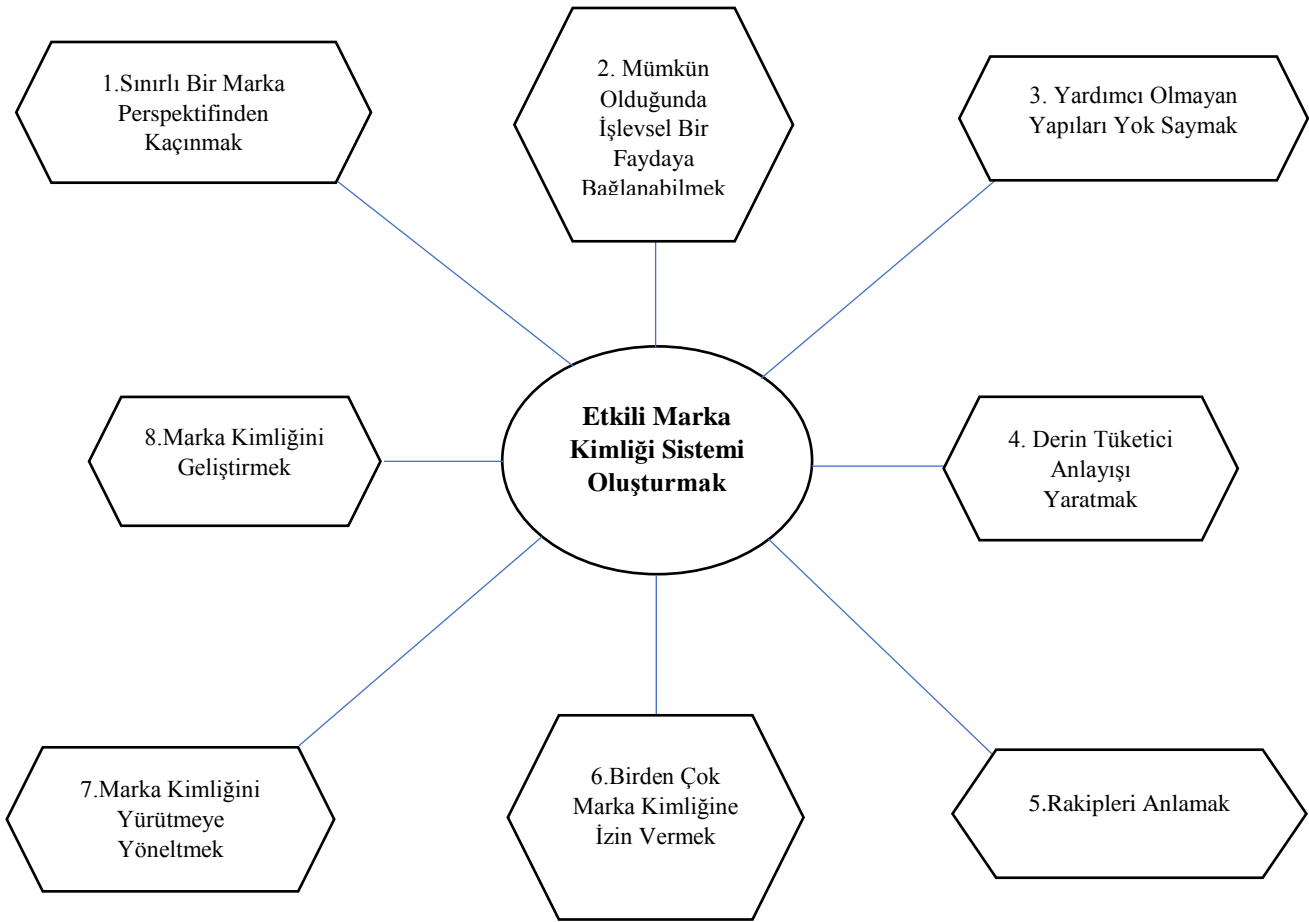 1.Sınırlı Bir Marka
Perspektifinden
Kaçınmak
2. Mümkün
Olduğunda
İşlevsel Bir
Faydaya
Bağlanabilmek
3. Yardımcı Olmayan
Yapıları Yok Saymak
Etkili Marka
Kimliği Sistemi
Oluşturmak
8.Marka Kimliğini
Geliştirmek
4. Derin Tüketici
Anlayışı
Yaratmak
7.Marka Kimliğini
Yürütmeye
Yöneltmek
6.Birden Çok
Marka Kimliğine
İzin Vermek
5.Rakipleri Anlamak